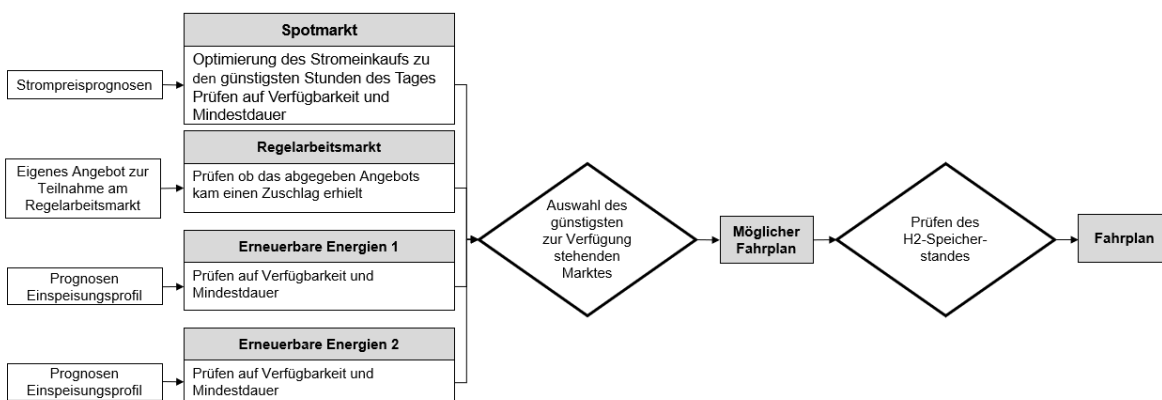 Strompreisprognosen
Spotmarkt
Optimierung des Stromeinkaufs zu
den günstigsten Stunden des Tages
Prüfen auf Verfügbarkeit und
Mindestdauer
Eigenes Angebot zur
Teilnahme am
Regelarbeitsmarkt
Regelarbeitsmarkt
Prüfen ob das abgegeben Angebots
kam einen Zuschlag erhielt
Prognosen
Einspeisungsprofil
Erneuerbare Energien 1
Prüfen auf Verfügbarkeit und
Mindestdauer
Prognosen
Einspeisungsprofil
Erneuerbare Energien 2
Prüfen auf Verfügbarkeit und
Mindestdauer
Auswahl des
günstigsten
zur Verfügung
stehenden
Marktes
Möglicher
Fahrplan
Prüfen des
H2-Speicher-
standes
Fahrplan